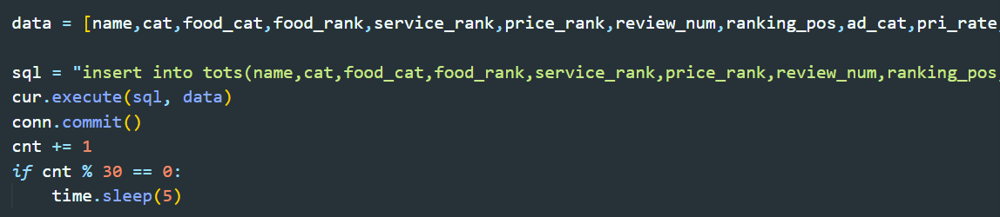 data = [name,cat,food_cat,food_rank,service_rank,price_rank,review_num,ranking_pos,ad_cat,pri_rate,
sql = "insert into tots(name,cat,food_cat,food_rank,service_rank,price_rank,review_num,ranking_pos,
cur.execute(sql, data)
conn.commit()
cnt += 1
if cnt % 30 == 0:
    time.sleep(5)